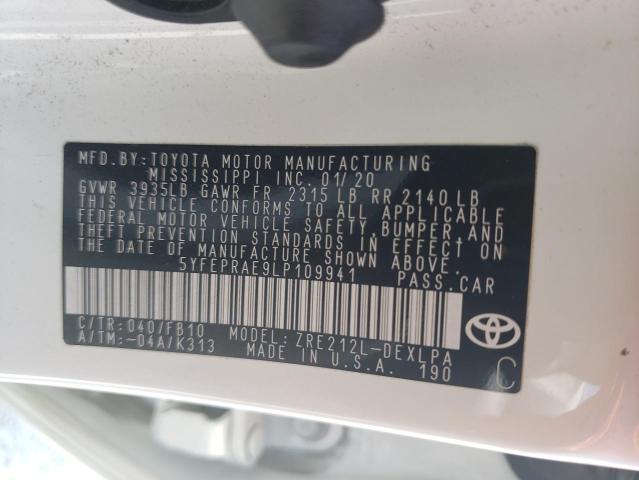 MFD.BY:TOYOTA MOTOR MANUFACTURING
MISSISSIPPI INC. 01/20
GVWR 3935LB GAWR FR 2315 LB RR 2140 LB
THIS VEHICLE CONFORMS TO ALL APPLICABLE
FEDERAL MOTOR VEHICLE SAFETY,BUMPER,AND
THEFT PREVENTION STANDARDS IN EFFECT ON
THE DATE OF MANUFACTURE SHOWN ABOVE.
5YFEPRAE9LP109941 PASS.CAR
C/TR:040/FB10 MODEL:ZRE212L-DEXLPA
A/TM:-04A/K313 MADE IN U.S.A. 190
TOYOTA C